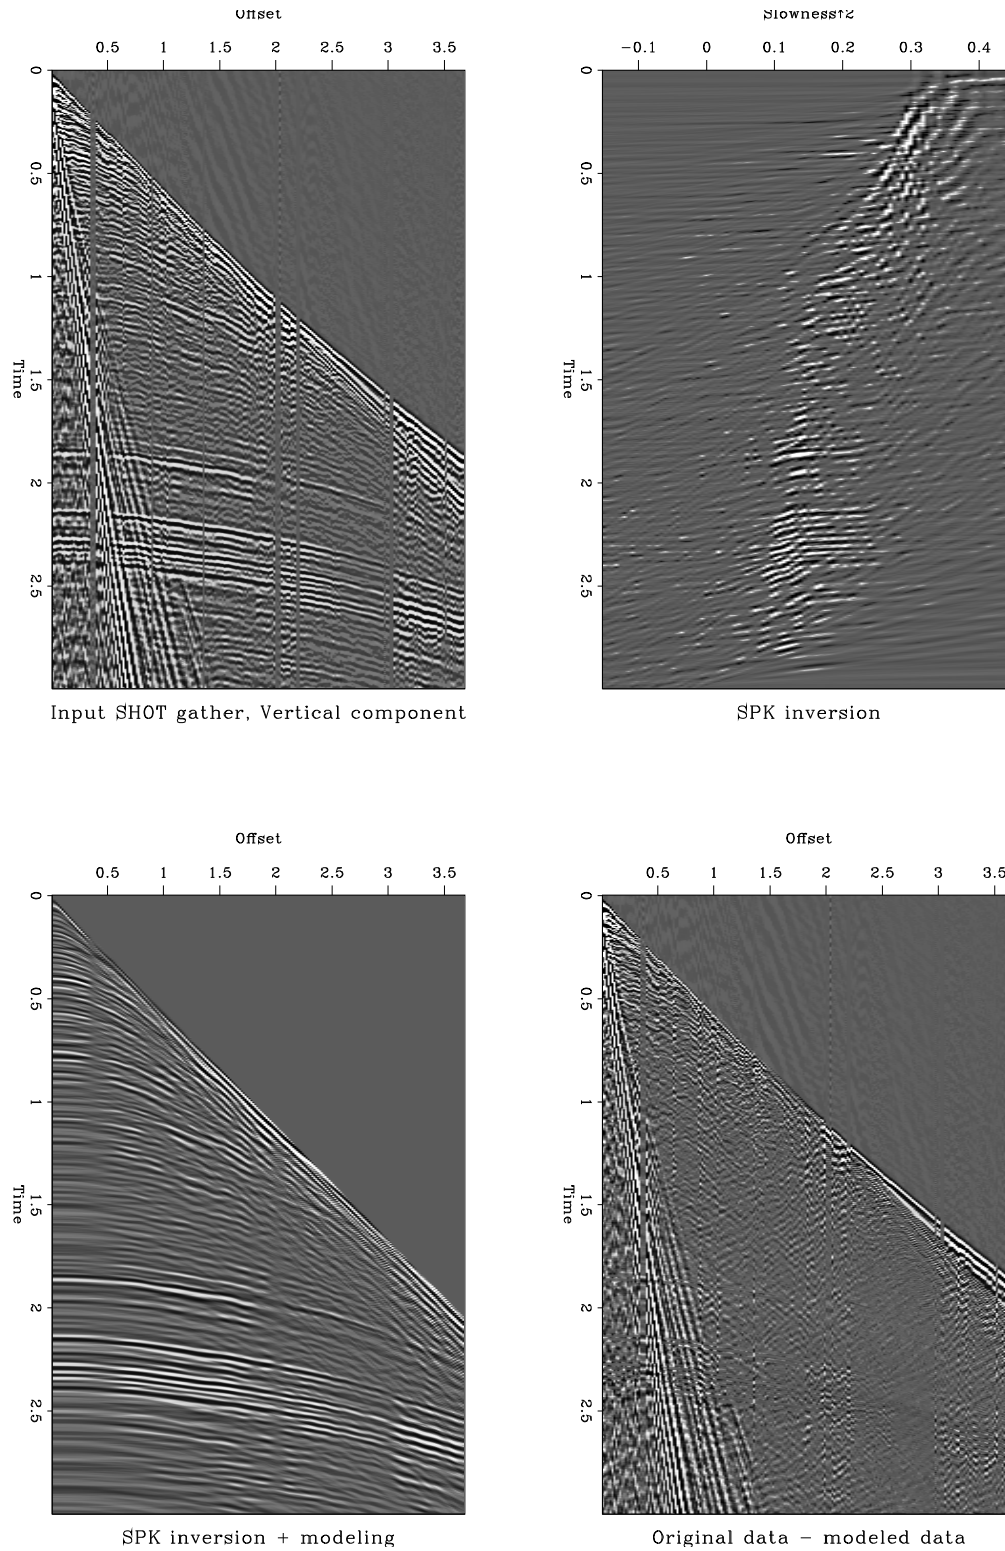 Offset
0.5 1 1.5 2 2.5 3 3.5
0 0.5 1 1.5 2 2.5
Time
Input SHOT gather, Vertical component
Slowness↑2
−0.1 0 0.1 0.2 0.3 0.4
0 0.5 1 1.5 2 2.5
Time
SPK inversion
Offset
0.5 1 1.5 2 2.5 3 3.5
0 0.5 1 1.5 2 2.5
Time
SPK inversion + modeling
Offset
0.5 1 1.5 2 2.5 3 3.5
0 0.5 1 1.5 2 2.5
Time
Original data − modeled data